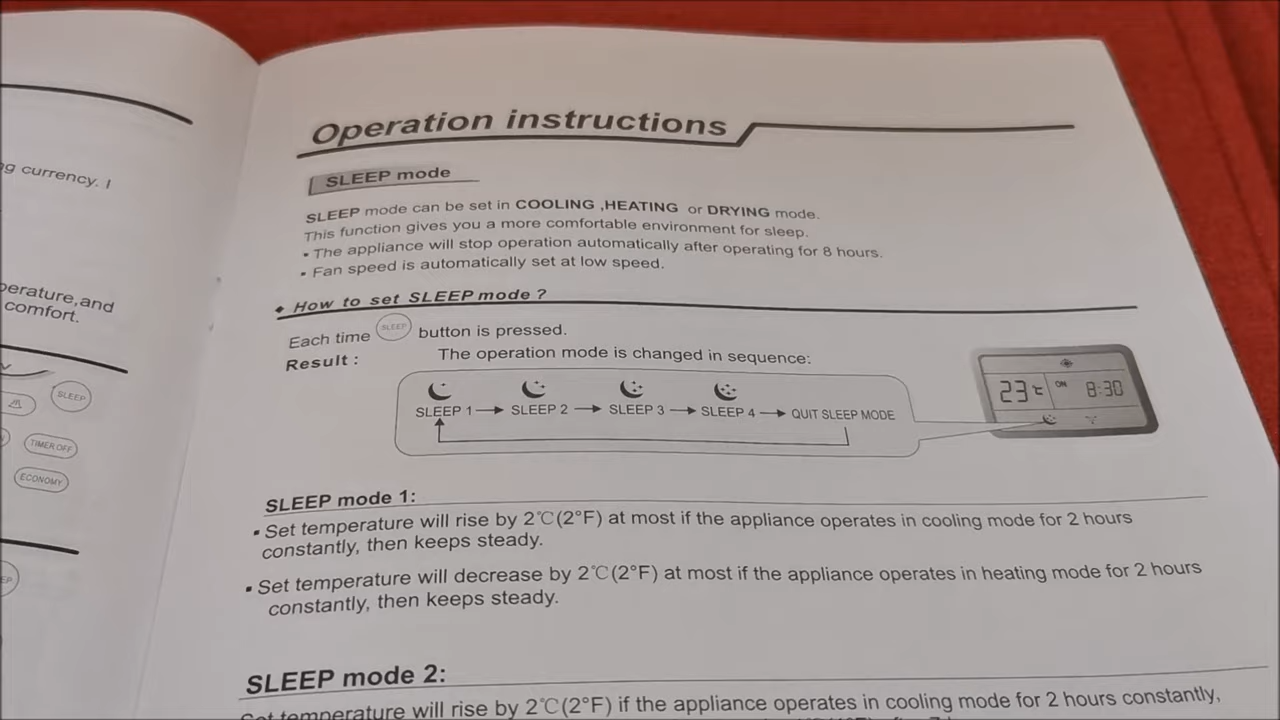 ng currency. I
perature,and
comfort.
SLEEP
TIMER OFF
ECONOMY
Operation instructions
SLEEP mode
SLEEP mode can be set in COOLING ,HEATING or DRYING mode.
This function gives you a more comfortable environment for sleep.
▪ The appliance will stop operation automatically after operating for 8 hours.
▪ Fan speed is automatically set at low speed.
◆ How to set SLEEP mode ?
Each time SLEEP button is pressed.
Result : The operation mode is changed in sequence:
SLEEP 1 → SLEEP 2 → SLEEP 3 → SLEEP 4 → QUIT SLEEP MODE
23℃ ON 8:30
SLEEP mode 1:
▪ Set temperature will rise by 2℃(2°F) at most if the appliance operates in cooling mode for 2 hours
constantly, then keeps steady.
▪ Set temperature will decrease by 2℃(2°F) at most if the appliance operates in heating mode for 2 hours
constantly, then keeps steady.
SLEEP mode 2:
Set temperature will rise by 2℃(2°F) if the appliance operates in cooling mode for 2 hours constantly,